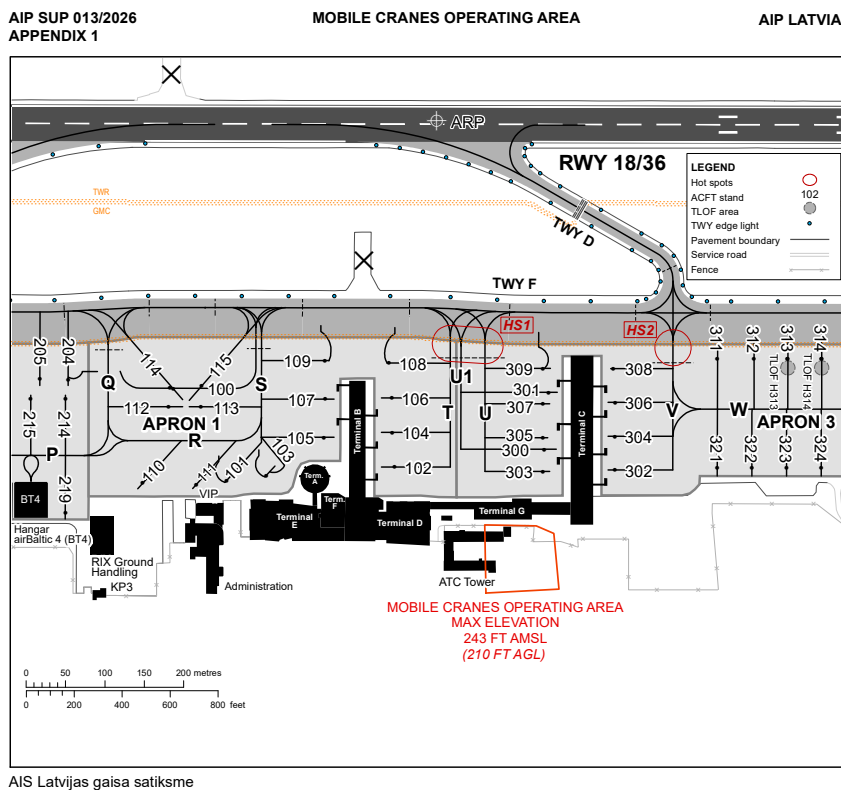 AIP SUP 013/2026
APPENDIX 1
MOBILE CRANES OPERATING AREA
AIP LATVIA
ARP
RWY 18/36
LEGEND
Hot spots
ACFT stand
102
TLOF area
TWY edge light
Pavement boundary
Service road
Fence
TWR
GMC
TWY D
TWY F
HS1
HS2
205
204
114
115
109
108
309
308
311
312
313
314
TLOF H313
TLOF H314
Q
100
S
U1
301
107
106
307
306
112
113
T
U
V
W
APRON 1
APRON 3
215
214
R
105
104
305
304
300
P
110
111
101
103
102
303
302
321
322
323
324
219
BT4
VIP
Terminal B
Terminal C
Term.
A
Term.
F
Terminal
E
Terminal D
Terminal G
Hangar
airBaltic 4 (BT4)
RIX Ground
Handling
KP3
Administration
ATC Tower
MOBILE CRANES OPERATING AREA
MAX ELEVATION
243 FT AMSL
(210 FT AGL)
0 50 100 150 200 metres
0 200 400 600 800 feet
AIS Latvijas gaisa satiksme